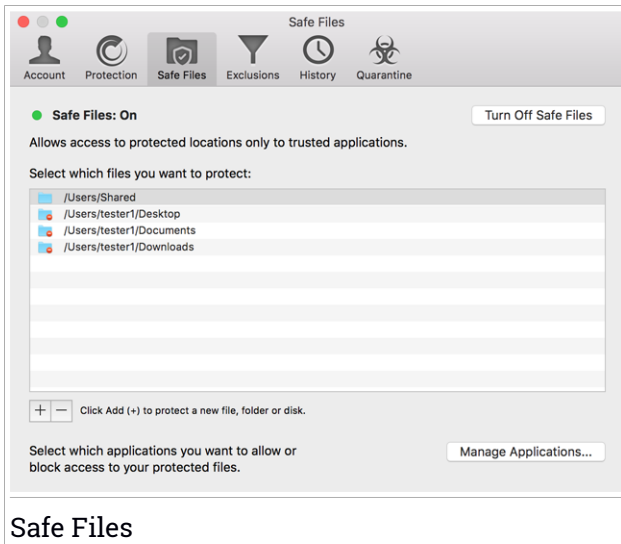 Safe Files
Account Protection Safe Files Exclusions History Quarantine
Safe Files: On Turn Off Safe Files
Allows access to protected locations only to trusted applications.
Select which files you want to protect:
/Users/Shared
/Users/tester1/Desktop
/Users/tester1/Documents
/Users/tester1/Downloads
+ − Click Add (+) to protect a new file, folder or disk.
Select which applications you want to allow or
block access to your protected files.
Manage Applications...
Safe Files